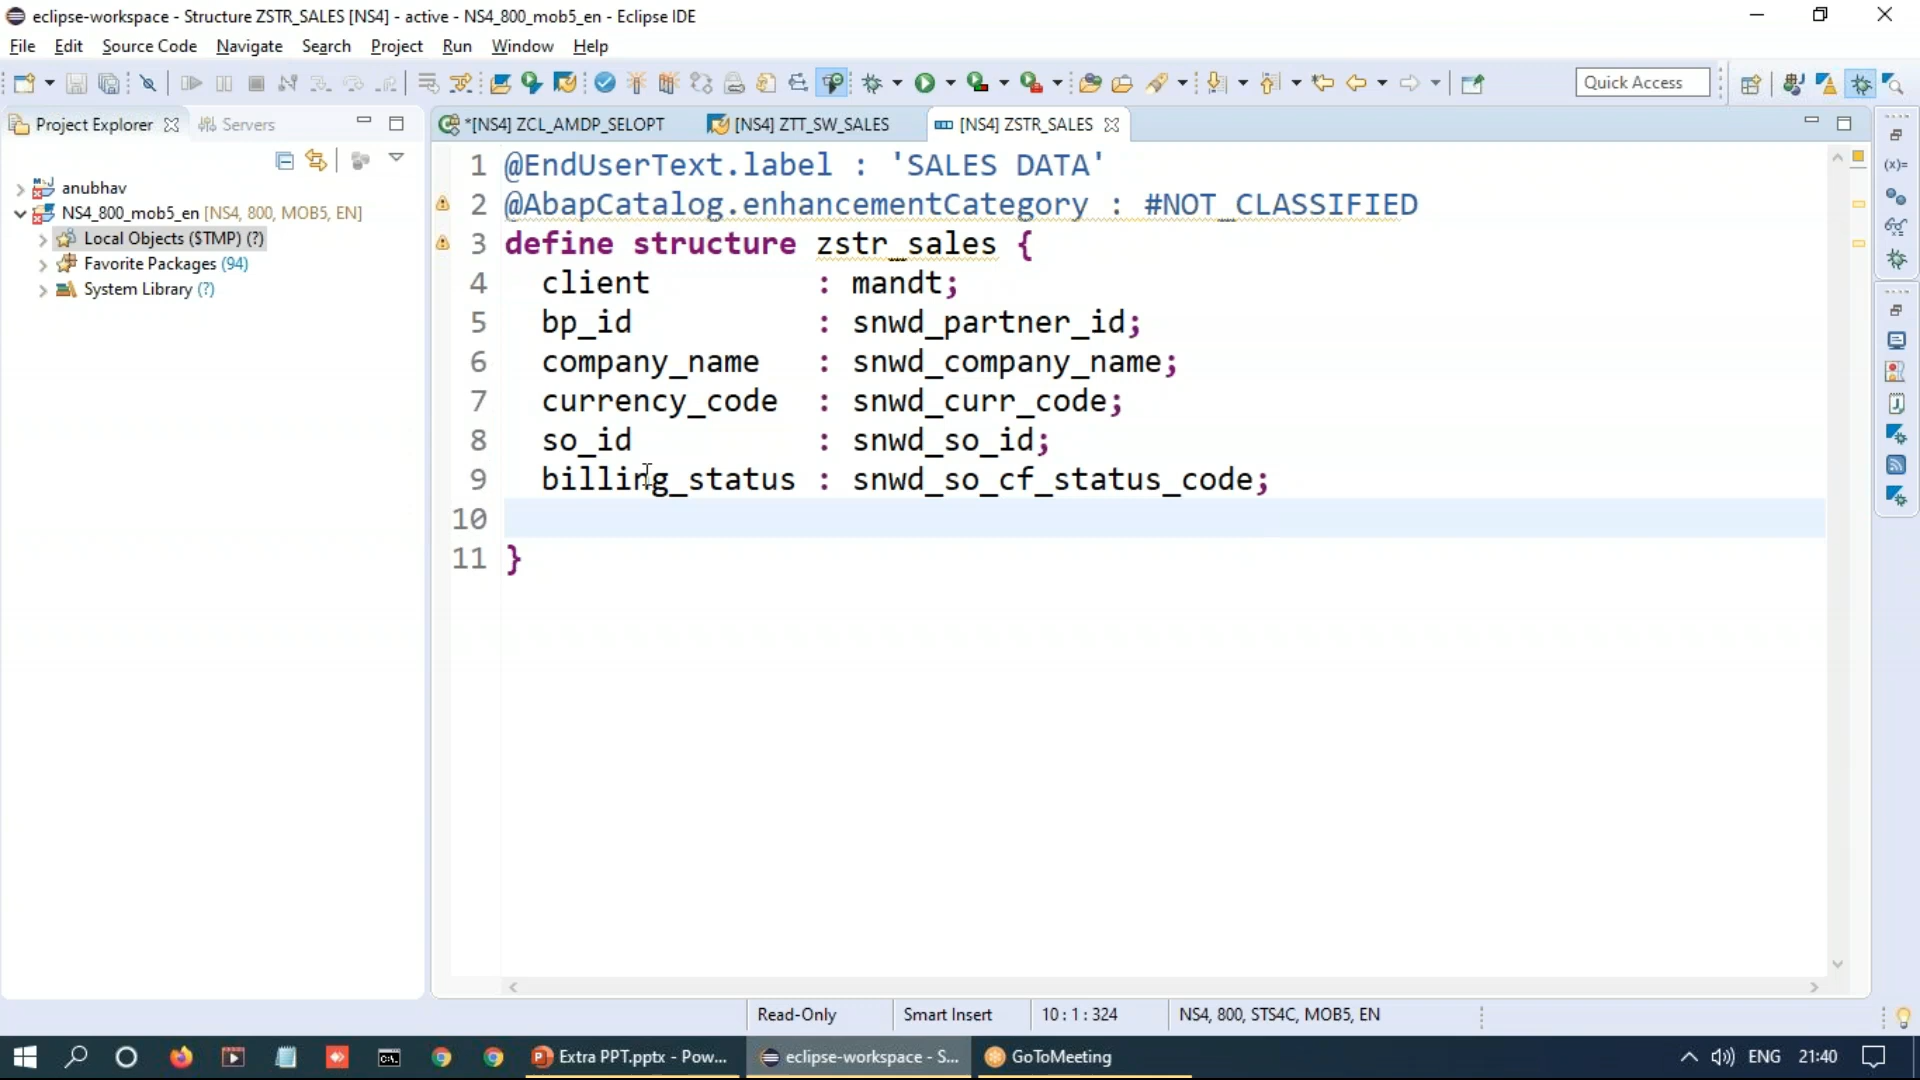 eclipse-workspace - Structure ZSTR_SALES [NS4] - active - NS4_800_mob5_en - Eclipse IDE
File Edit Source Code Navigate Search Project Run Window Help
Quick Access
Project Explorer Servers
*[NS4] ZCL_AMDP_SELOPT [NS4] ZTT_SW_SALES [NS4] ZSTR_SALES
anubhav
NS4_800_mob5_en [NS4, 800, MOB5, EN]
Local Objects ($TMP) (?)
Favorite Packages (94)
System Library (?)
1 @EndUserText.label : 'SALES DATA'
2 @AbapCatalog.enhancementCategory : #NOT_CLASSIFIED
3 define structure zstr_sales {
4 client : mandt;
5 bp_id : snwd_partner_id;
6 company_name : snwd_company_name;
7 currency_code : snwd_curr_code;
8 so_id : snwd_so_id;
9 billing_status : snwd_so_cf_status_code;
10
11 }
Read-Only Smart Insert 10 : 1 : 324 NS4, 800, STS4C, MOB5, EN
Extra PPT.pptx - Pow... eclipse-workspace - S... GoToMeeting ENG 21:40